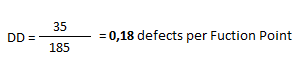 35
DD = = 0,18 defects per Fuction Point
185